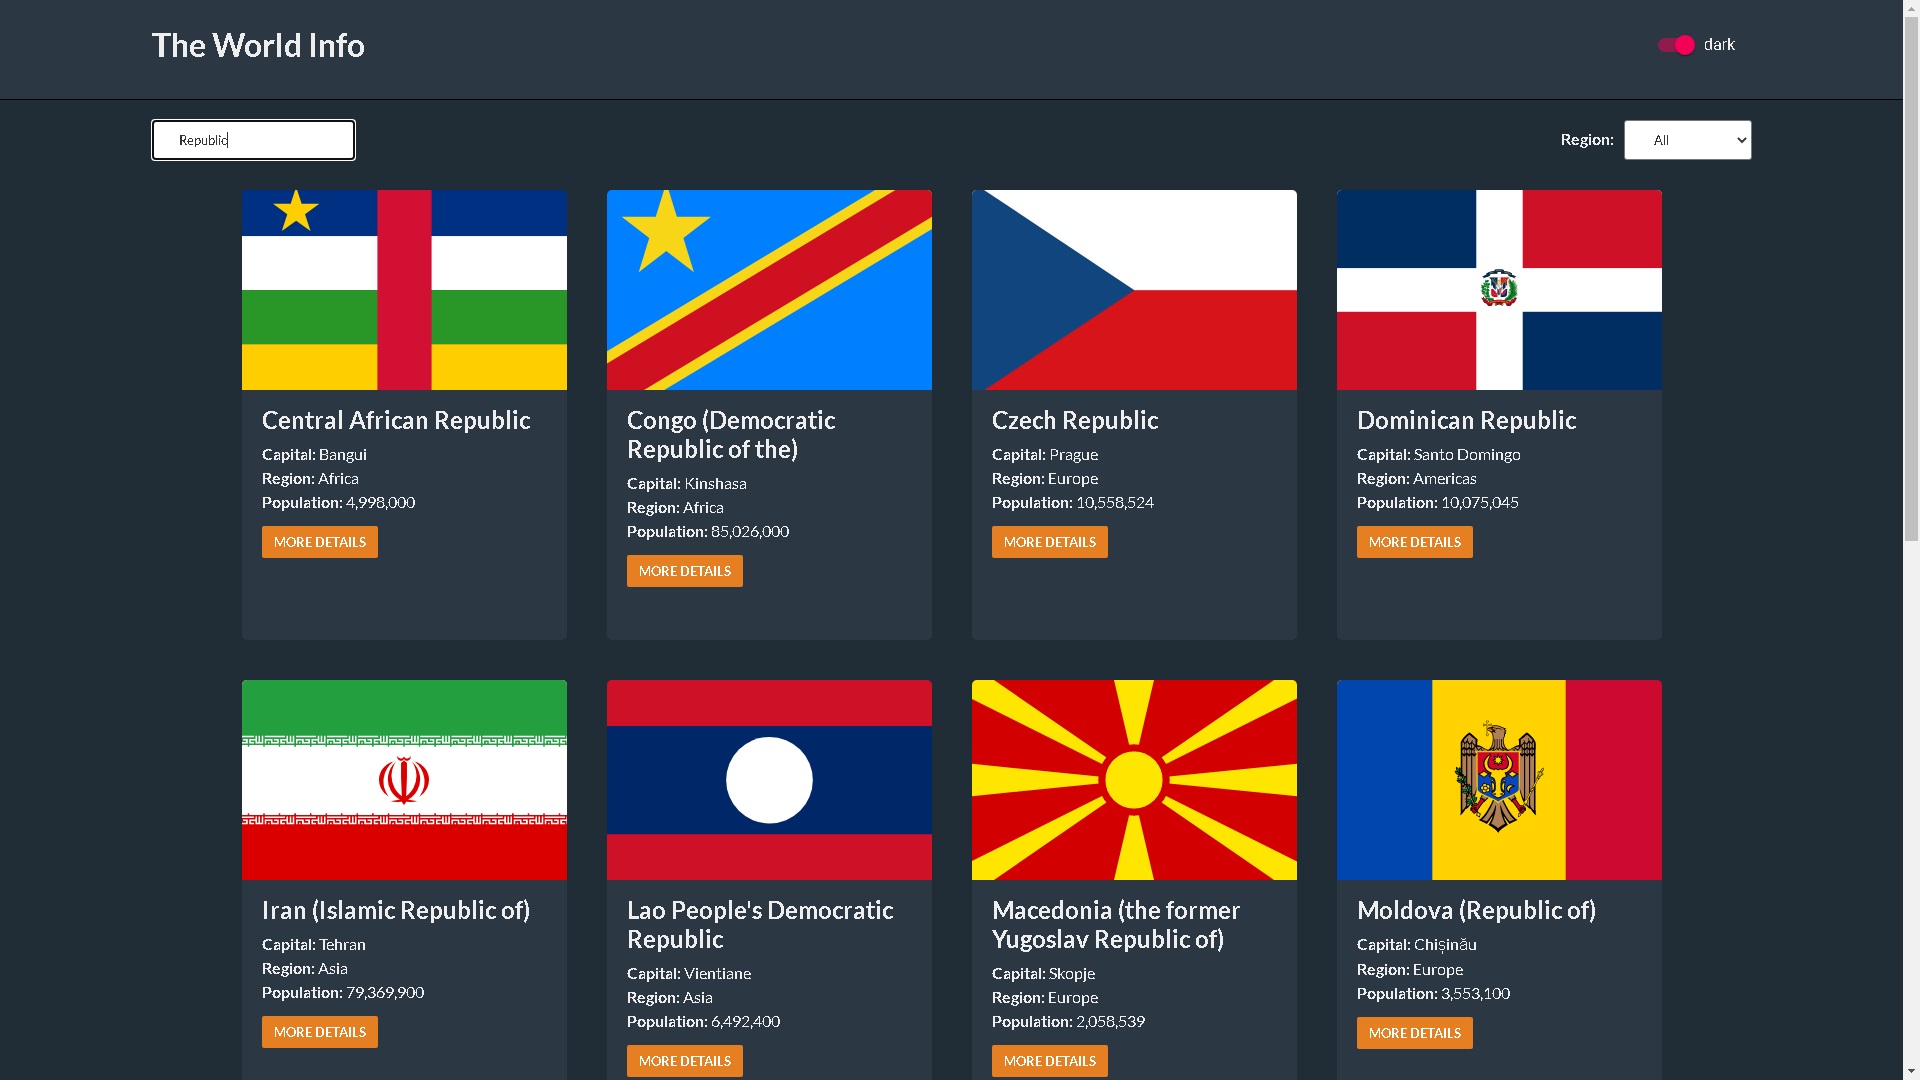 The World Info
dark
Republic
Region:
All
Central African Republic
Capital: Bangui
Region: Africa
Population: 4,998,000
MORE DETAILS
Congo (Democratic
Republic of the)
Capital: Kinshasa
Region: Africa
Population: 85,026,000
MORE DETAILS
Czech Republic
Capital: Prague
Region: Europe
Population: 10,558,524
MORE DETAILS
Dominican Republic
Capital: Santo Domingo
Region: Americas
Population: 10,075,045
MORE DETAILS
Iran (Islamic Republic of)
Capital: Tehran
Region: Asia
Population: 79,369,900
MORE DETAILS
Lao People's Democratic
Republic
Capital: Vientiane
Region: Asia
Population: 6,492,400
MORE DETAILS
Macedonia (the former
Yugoslav Republic of)
Capital: Skopje
Region: Europe
Population: 2,058,539
MORE DETAILS
Moldova (Republic of)
Capital: Chișinău
Region: Europe
Population: 3,553,100
MORE DETAILS